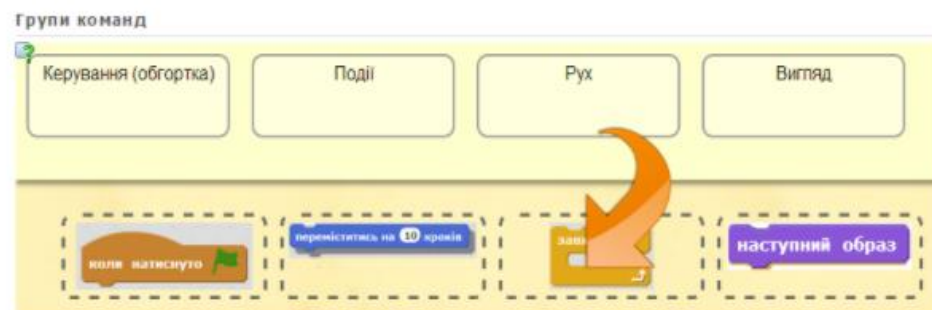 Групи команд
Керування (обгортка)
Події
Рух
Вигляд
коли натиснуто
переміститись на 10 кроків
наступний образ